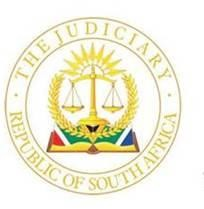 · THE JUDICIARY ·
REPUBLIC OF SOUTH AFRICA